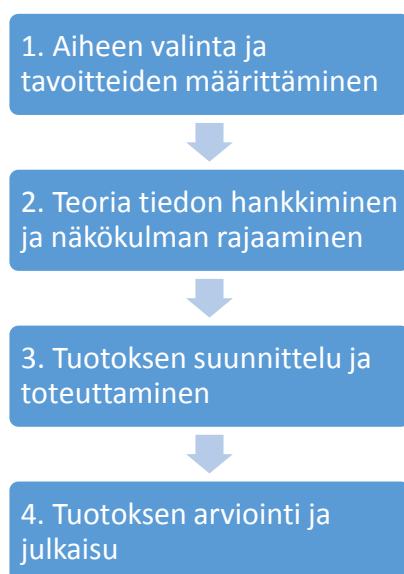 1. Aiheen valinta ja
tavoitteiden määrittäminen
2. Teoria tiedon hankkiminen
ja näkökulman rajaaminen
3. Tuotoksen suunnittelu ja
toteuttaminen
4. Tuotoksen arviointi ja
julkaisu